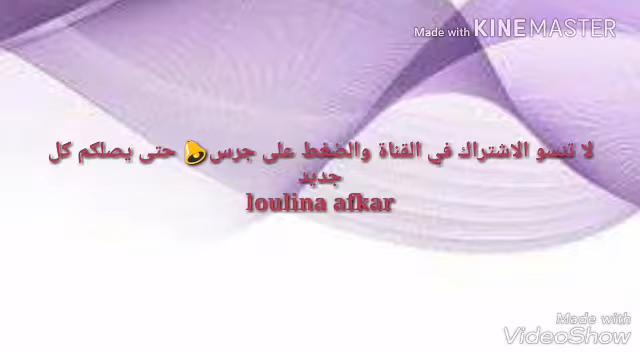 Made with KINEMASTER
لا تنسو الاشتراك في القناة والضغط على جرس🔔 حتى يصلكم كل
جديد
loulina afkar
Made with
VideoShow